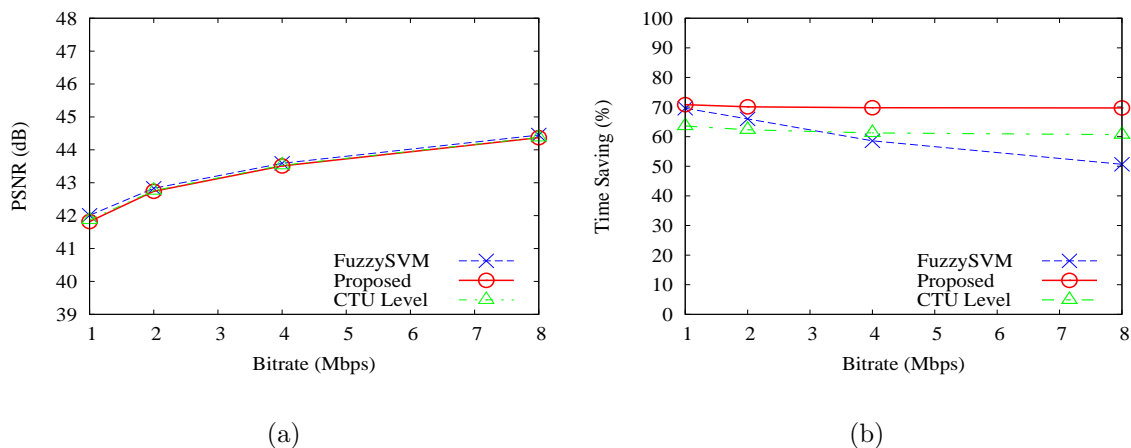 48
47
46
45
44
43
42
41
40
39
PSNR (dB)
FuzzySVM
Proposed
CTU Level
1 2 3 4 5 6 7 8
Bitrate (Mbps)
(a)
100
90
80
70
60
50
40
30
20
10
0
Time Saving (%)
FuzzySVM
Proposed
CTU Level
1 2 3 4 5 6 7 8
Bitrate (Mbps)
(b)